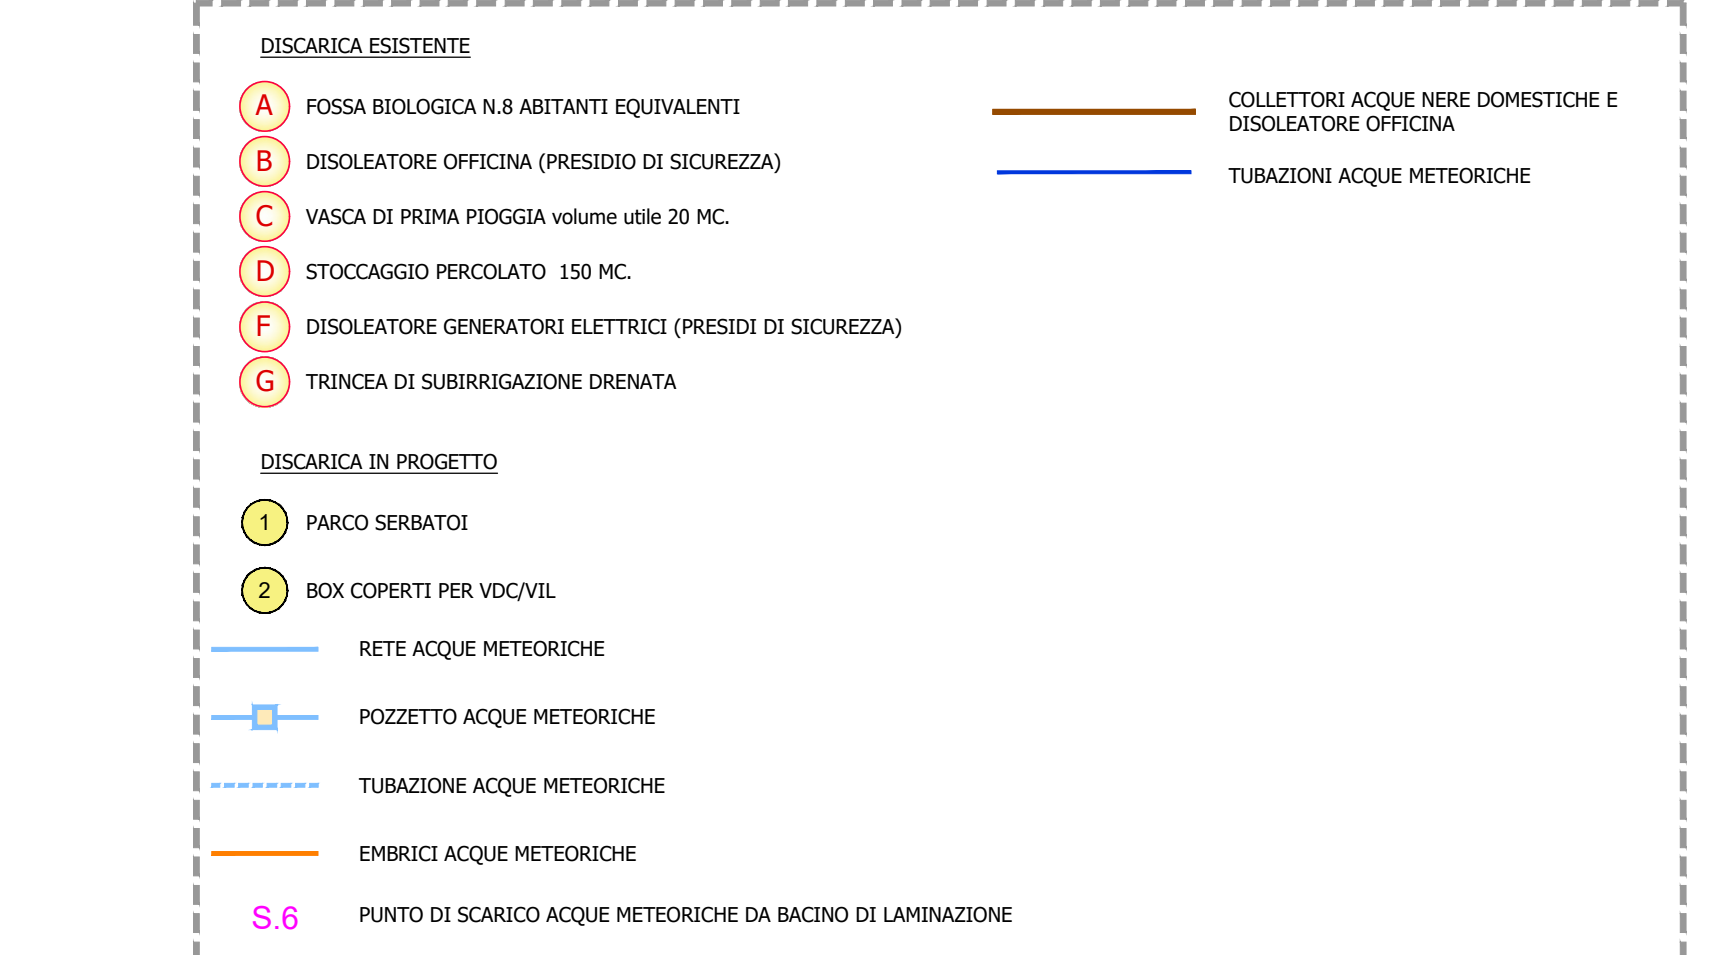 DISCARICA ESISTENTE
A FOSSA BIOLOGICA N.8 ABITANTI EQUIVALENTI
B DISOLEATORE OFFICINA (PRESIDIO DI SICUREZZA)
C VASCA DI PRIMA PIOGGIA volume utile 20 MC.
D STOCCAGGIO PERCOLATO 150 MC.
F DISOLEATORE GENERATORI ELETTRICI (PRESIDI DI SICUREZZA)
G TRINCEA DI SUBIRRIGAZIONE DRENATA
COLLETTORI ACQUE NERE DOMESTICHE E
DISOLEATORE OFFICINA
TUBAZIONI ACQUE METEORICHE
DISCARICA IN PROGETTO
1 PARCO SERBATOI
2 BOX COPERTI PER VDC/VIL
RETE ACQUE METEORICHE
POZZETTO ACQUE METEORICHE
TUBAZIONE ACQUE METEORICHE
EMBRICI ACQUE METEORICHE
S.6 PUNTO DI SCARICO ACQUE METEORICHE DA BACINO DI LAMINAZIONE